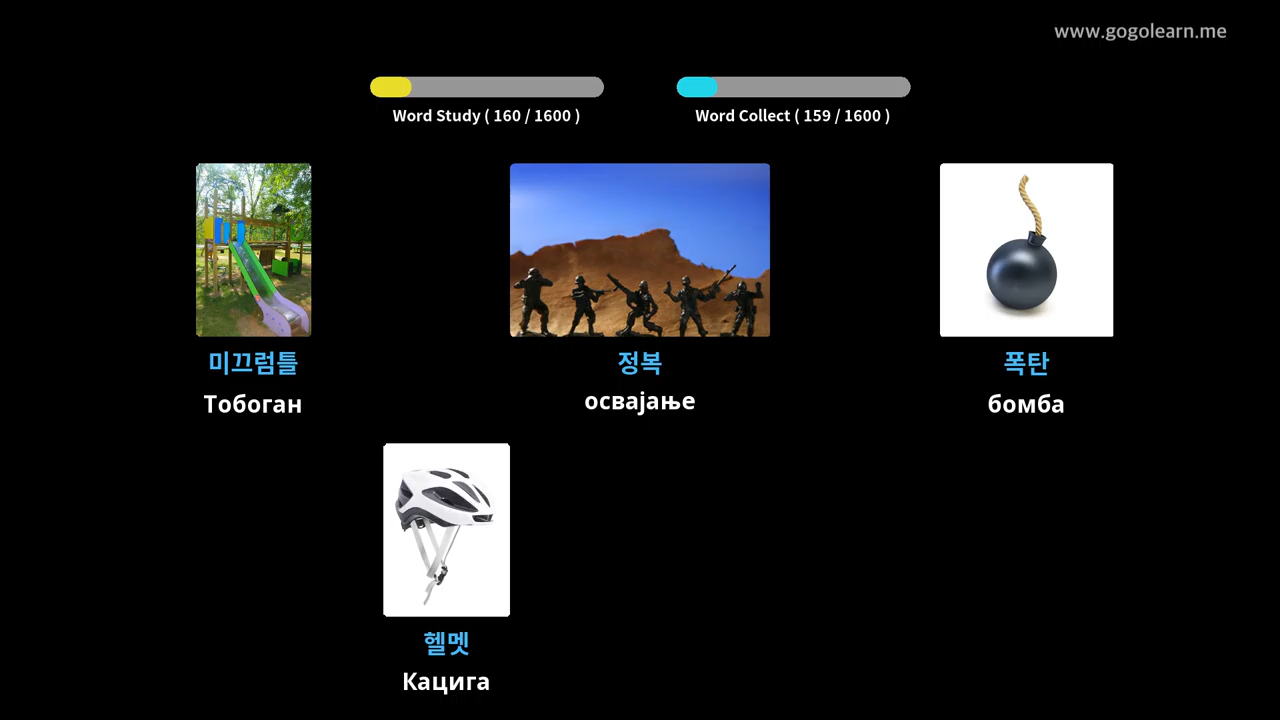 www.gogolearn.me
Word Study ( 160 / 1600 )
Word Collect ( 159 / 1600 )
미끄럼틀
Тобоган
정복
освајање
폭탄
бомба
헬멧
Кацига